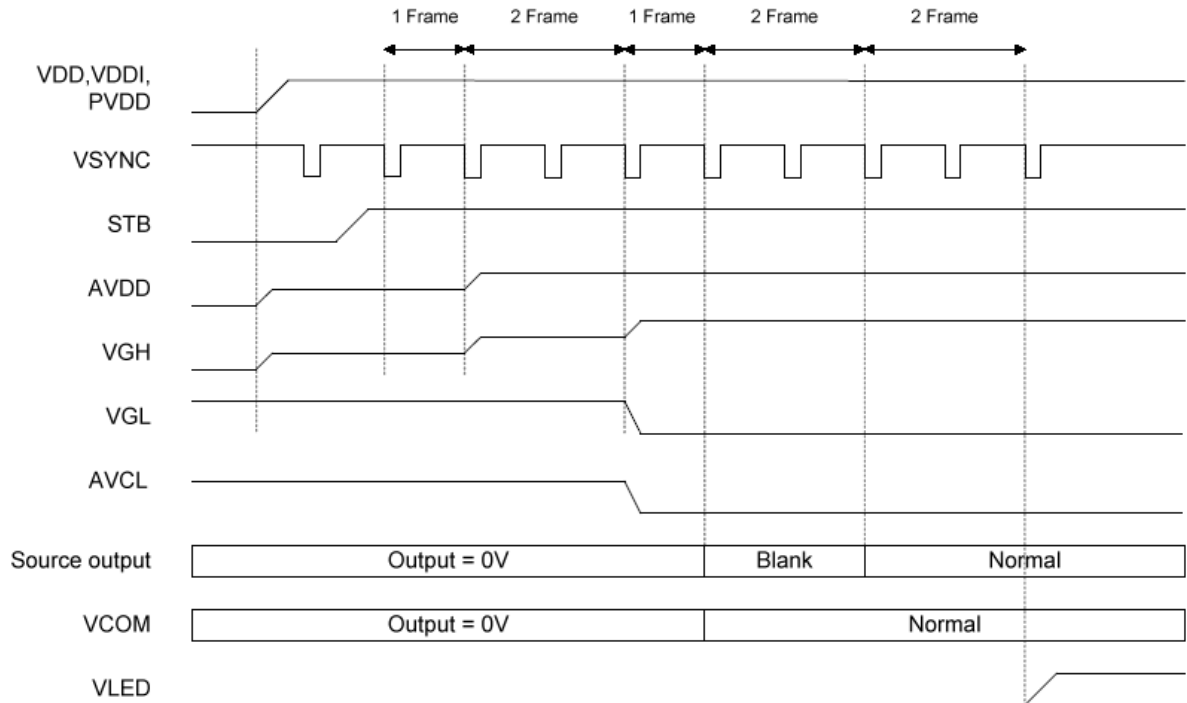 1 Frame 2 Frame 1 Frame 2 Frame 2 Frame
VDD,VDDI,
PVDD
VSYNC
STB
AVDD
VGH
VGL
AVCL
Source output Output = 0V Blank Normal
VCOM Output = 0V Normal
VLED